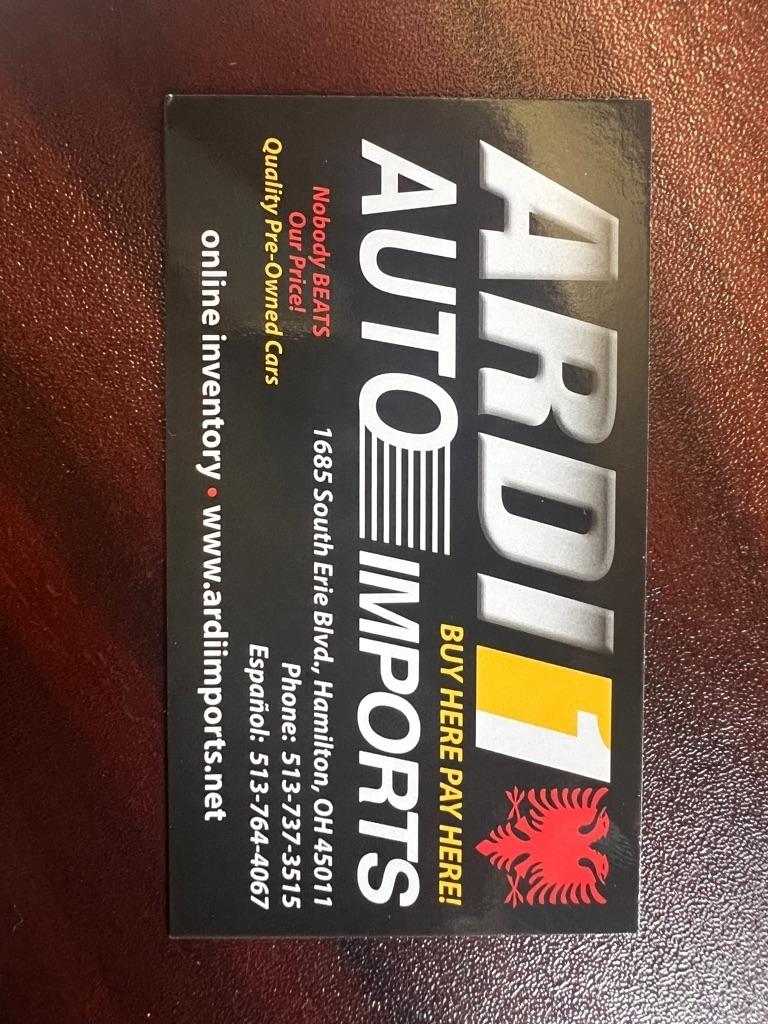 ARDI 1
BUY HERE PAY HERE!
AUTO IMPORTS
Nobody BEATS
Our Price!
Quality Pre-Owned Cars
1685 South Erie Blvd., Hamilton, OH 45011
Phone: 513-737-3515
Español: 513-764-4067
online inventory • www.ardiimports.net